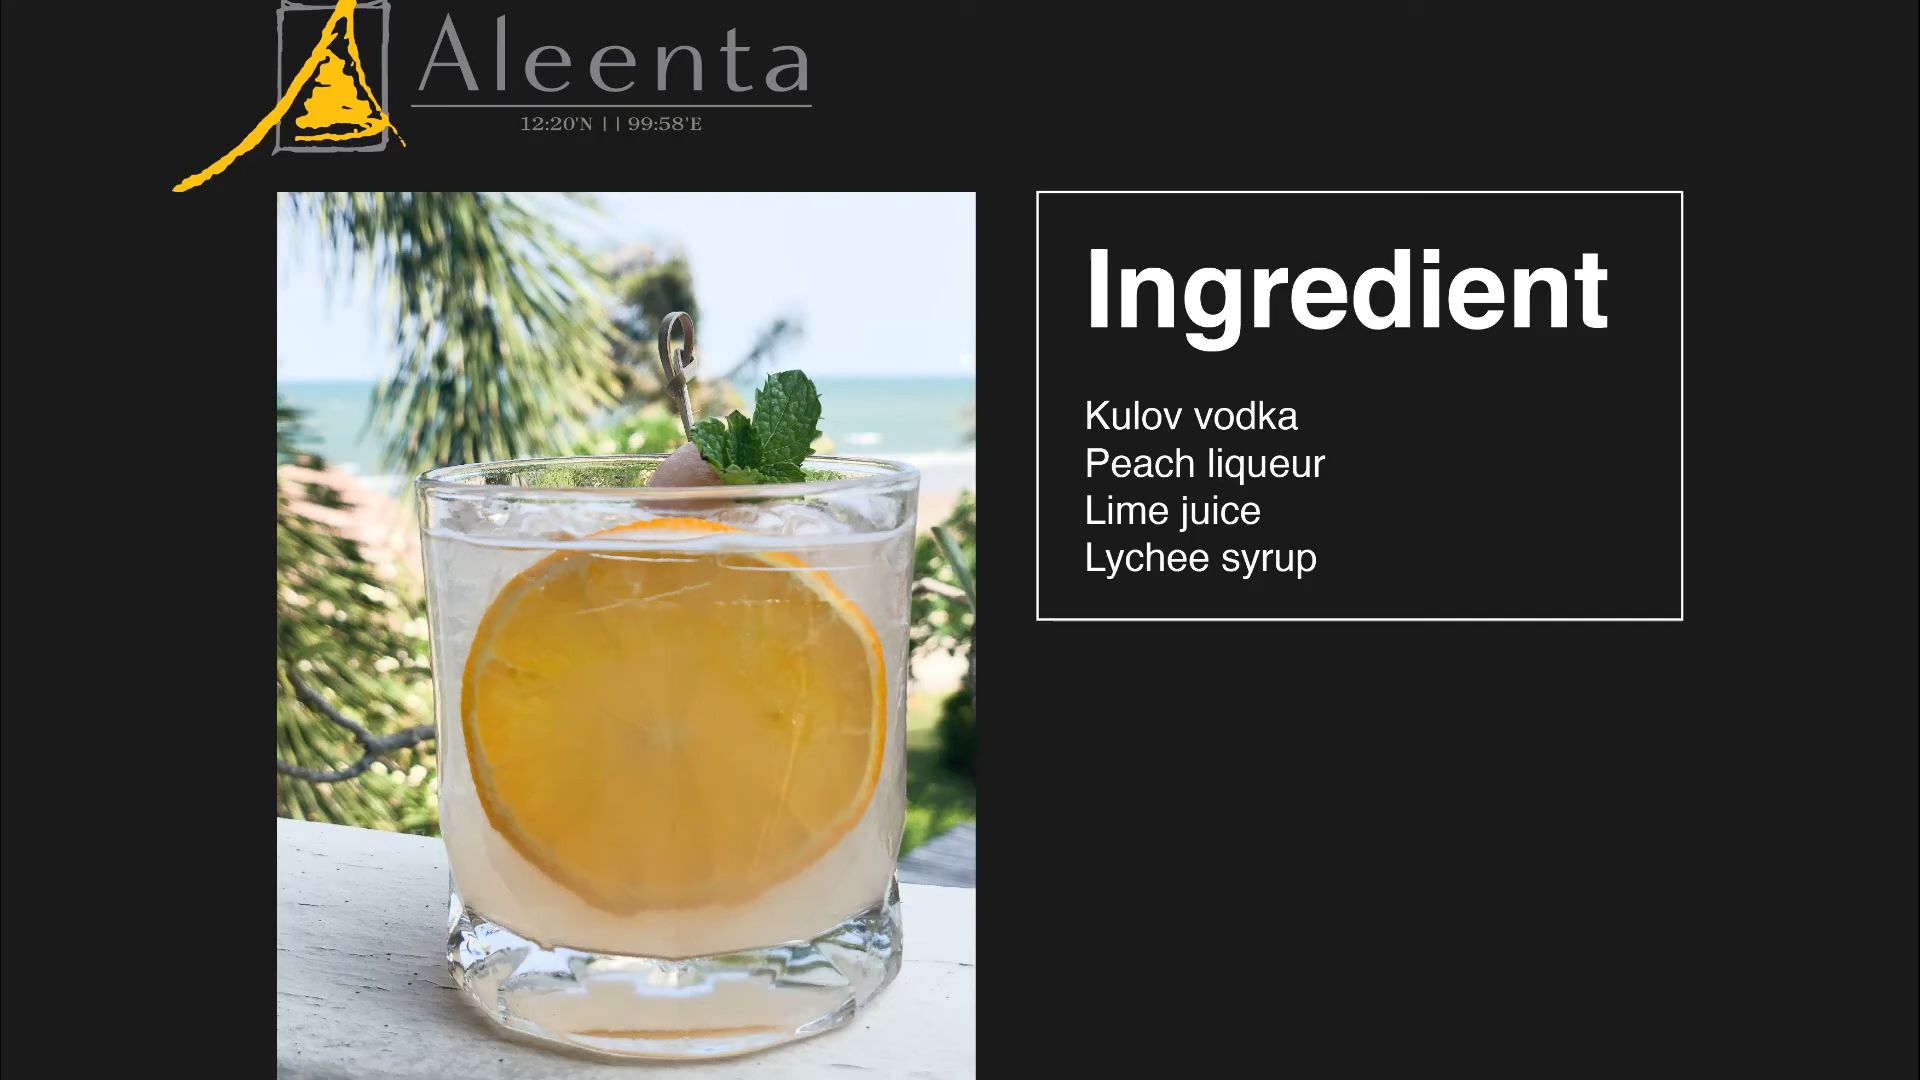 Aleenta
12:20'N || 99:58'E
Ingredient
Kulov vodka
Peach liqueur
Lime juice
Lychee syrup